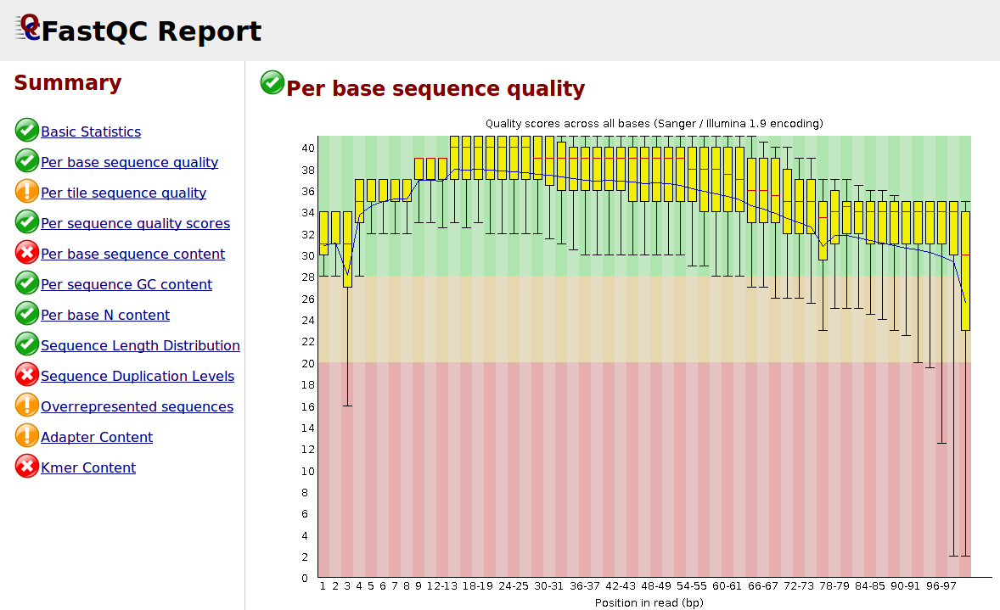 FastQC Report
Summary
Basic Statistics
Per base sequence quality
Per tile sequence quality
Per sequence quality scores
Per base sequence content
Per sequence GC content
Per base N content
Sequence Length Distribution
Sequence Duplication Levels
Overrepresented sequences
Adapter Content
Kmer Content
Per base sequence quality
Quality scores across all bases (Sanger / Illumina 1.9 encoding)
40
38
36
34
32
30
28
26
24
22
20
18
16
14
12
10
8
6
4
2
0
1 2 3 4 5 6 7 8 9 12-13 18-19 24-25 30-31 36-37 42-43 48-49 54-55 60-61 66-67 72-73 78-79 84-85 90-91 96-97
Position in read (bp)